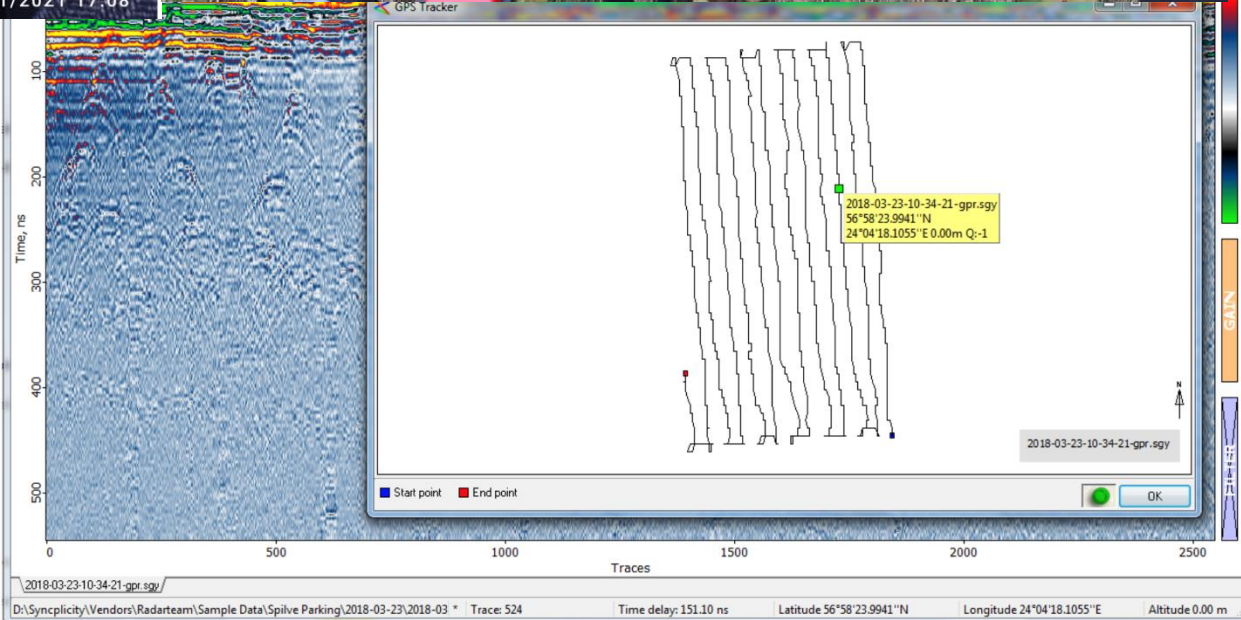 1/2021 17:08
GPS Tracker
100
200
300
400
500
Time, ns
2018-03-23-10-34-21-gpr.sgy
56°58'23.9941''N
24°04'18.1055''E 0.00m Q:-1
N
2018-03-23-10-34-21-gpr.sgy
Start point
End point
OK
GAIN
FILTER
0
500
1000
1500
2000
2500
Traces
2018-03-23-10-34-21-gpr.sgy
D:\Syncplicity\Vendors\Radarteam\Sample Data\Spilve Parking\2018-03-23\2018-03 * Trace: 524 Time delay: 151.10 ns Latitude 56°58'23.9941''N Longitude 24°04'18.1055''E Altitude 0.00 m